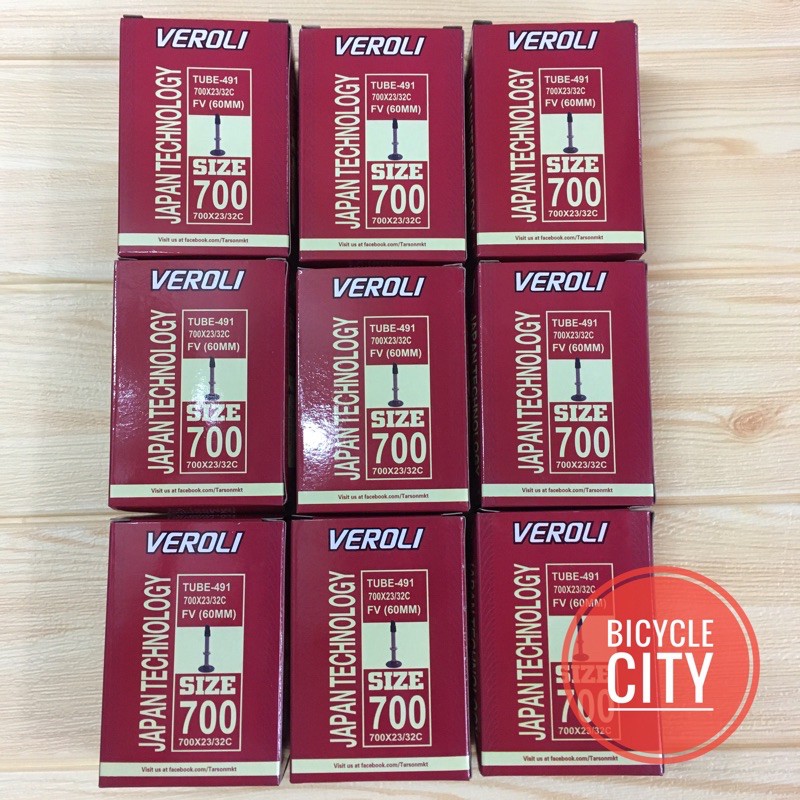 VEROLI
JAPAN TECHNOLOGY
TUBE-491
700X23/32C
FV (60MM)
SIZE
700
700X23/32C
Visit us at facebook.com/Tarsonmkt
VEROLI
JAPAN TECHNOLOGY
TUBE-491
700X23/32C
FV (60MM)
SIZE
700
700X23/32C
Visit us at facebook.com/Tarsonmkt
VEROLI
TUBE-491
700X23/32C
FV (60MM)
SIZE
700
700X23/32C
Visit us at facebook.com/Tarsonmkt
VEROLI
JAPAN TECHNOLOGY
TUBE-491
700X23/32C
FV (60MM)
SIZE
700
700X23/32C
Visit us at facebook.com/Tarsonmkt
VEROLI
JAPAN TECHNOLOGY
TUBE-491
700X23/32C
FV (60MM)
SIZE
700
700X23/32C
Visit us at facebook.com/Tarsonmkt
VEROLI
JAPAN TECHNOLOGY
TUBE-491
700X23/32C
FV (60MM)
SIZE
700
700X23/32C
Visit us at facebook.com/Tarsonmkt
VEROLI
JAPAN TECHNOLOGY
TUBE-491
700X23/32C
FV (60MM)
SIZE
700
700X23/32C
Visit us at facebook.com/Tarsonmkt
VEROLI
JAPAN TECHNOLOGY
TUBE-491
700X23/32C
FV (60MM)
SIZE
700
700X23/32C
Visit us at facebook.com/Tarsonmkt
VEROLI
TUBE-491
700X23/32C
FV (60MM)
SIZE
700
700X23/32C
Visit us at facebook.com/Tarsonmkt
BICYCLE
CITY